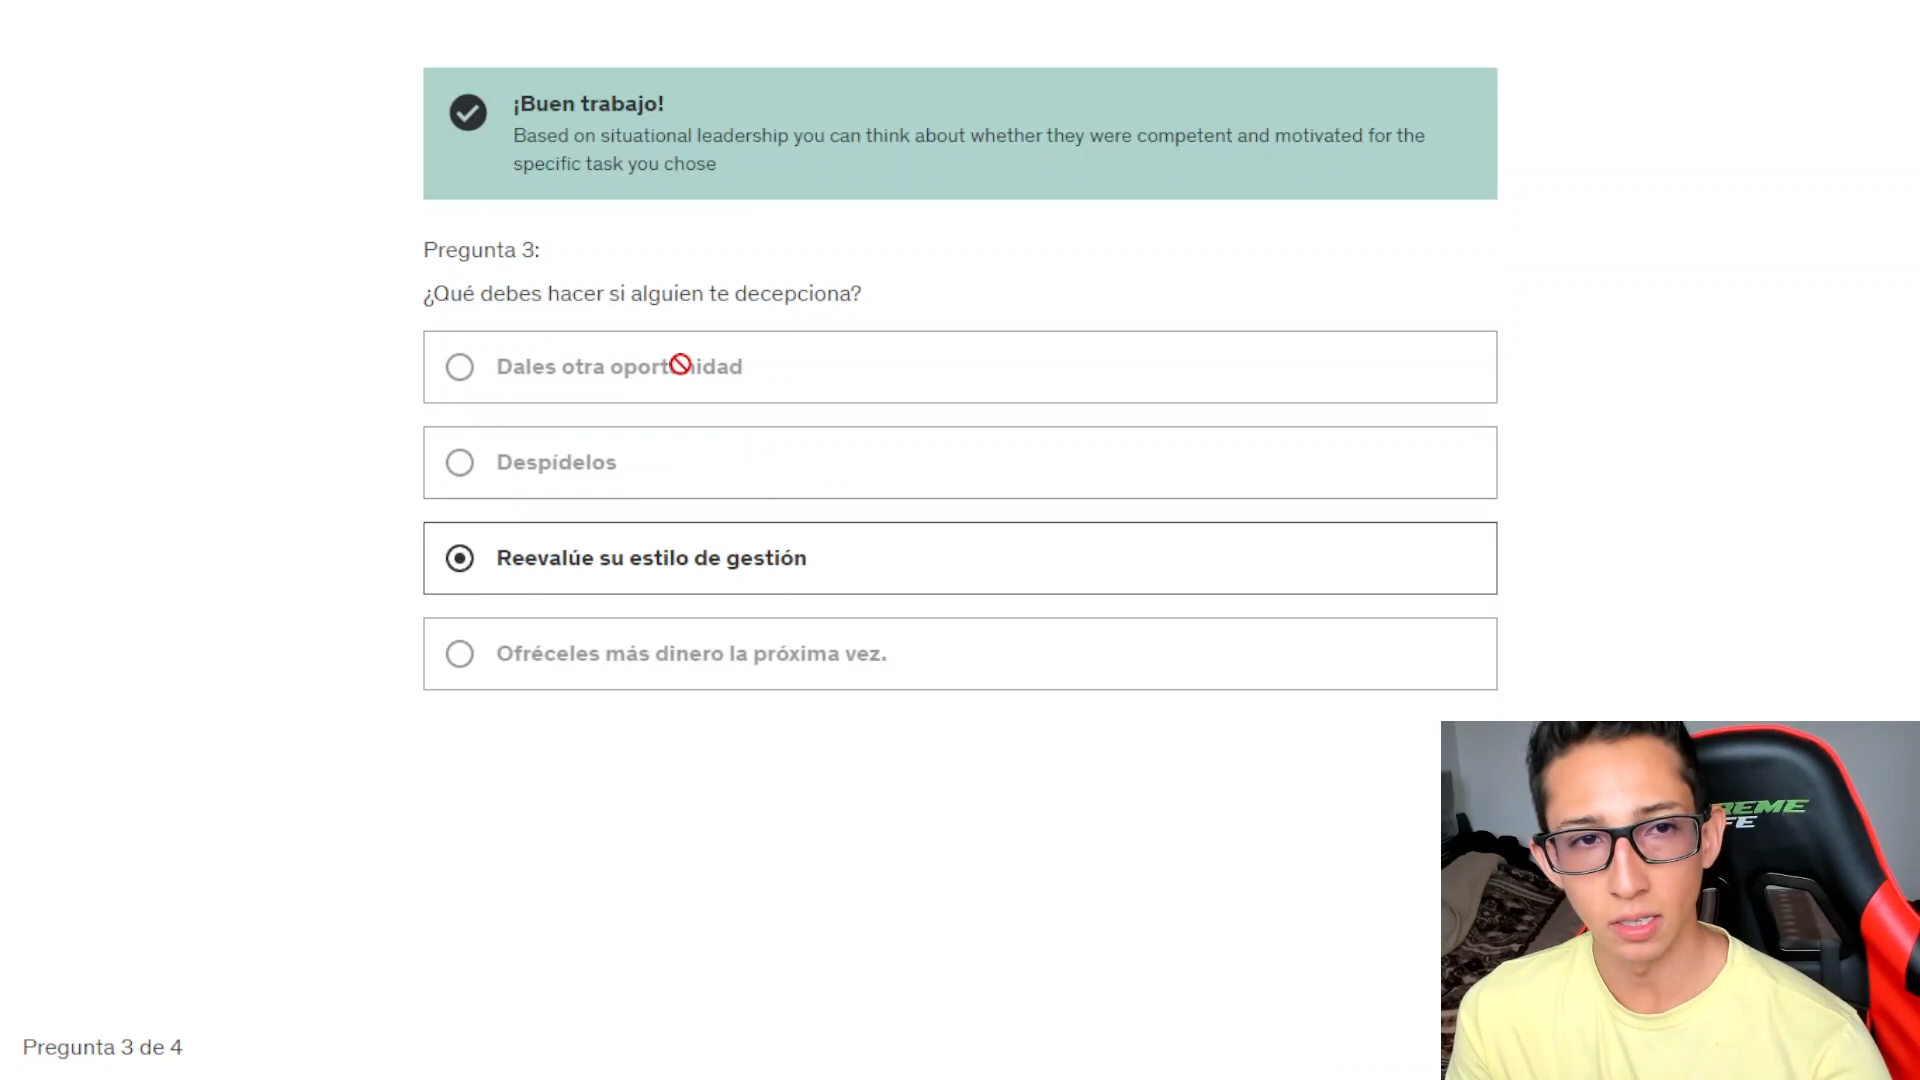 ¡Buen trabajo!
Based on situational leadership you can think about whether they were competent and motivated for the
specific task you chose
Pregunta 3:
¿Qué debes hacer si alguien te decepciona?
Dales otra oportunidad
Despídelos
Reevalúe su estilo de gestión
Ofréceles más dinero la próxima vez.
REME
FE
Pregunta 3 de 4